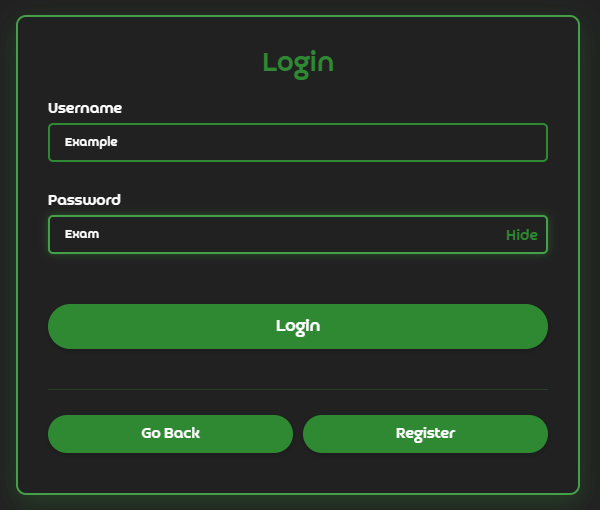 Login
Username
Example
Password
Exam Hide
Login
Go Back Register